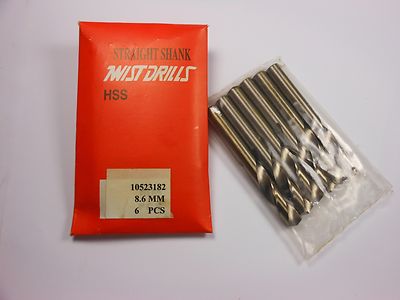 STRAIGHT SHANK
TWIST DRILLS
HSS
10523182
8.6 MM
6 PCS